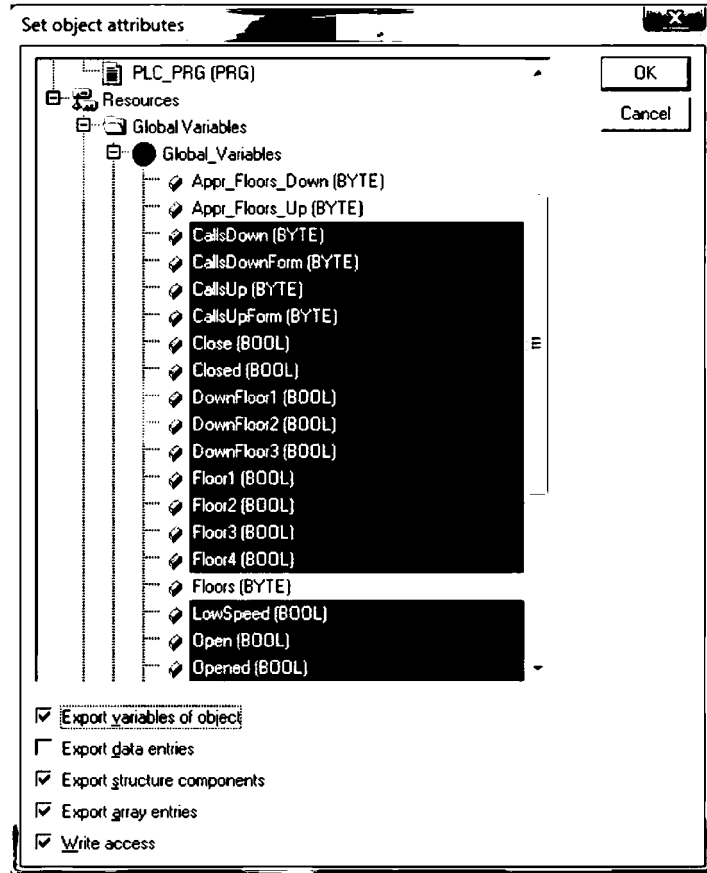 Set object attributes
PLC_PRG (PRG)
OK
Resources
Cancel
Global Variables
Global_Variables
Appr_Floors_Down (BYTE)
Appr_Floors_Up (BYTE)
CallsDown (BYTE)
CallsDownForm (BYTE)
CallsUp (BYTE)
CallsUpForm (BYTE)
Close (BOOL)
Closed (BOOL)
DownFloor1 (BOOL)
DownFloor2 (BOOL)
DownFloor3 (BOOL)
Floor1 (BOOL)
Floor2 (BOOL)
Floor3 (BOOL)
Floor4 (BOOL)
Floors (BYTE)
LowSpeed (BOOL)
Open (BOOL)
Opened (BOOL)
Export variables of object
Export data entries
Export structure components
Export array entries
Write access